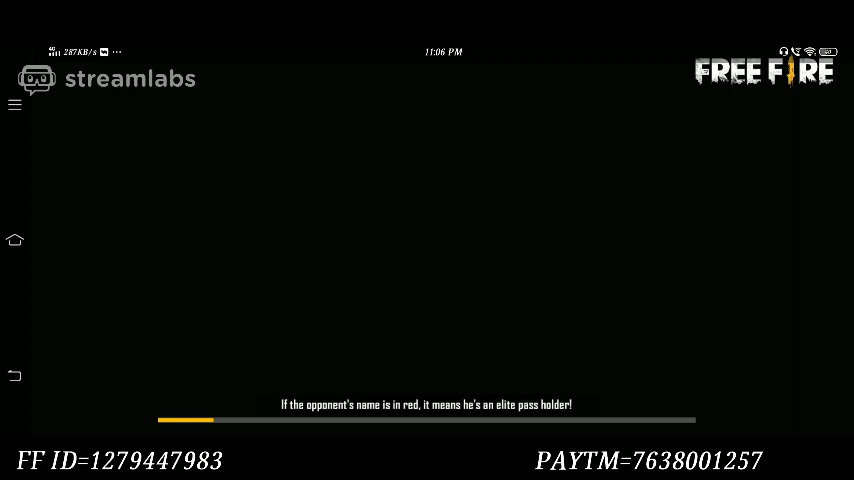 4G 287KB/s ... 11:06 PM
streamlabs FREE FIRE
If the opponent's name is in red, it means he's an elite pass holder!
FF ID=1279447983 PAYTM=7638001257